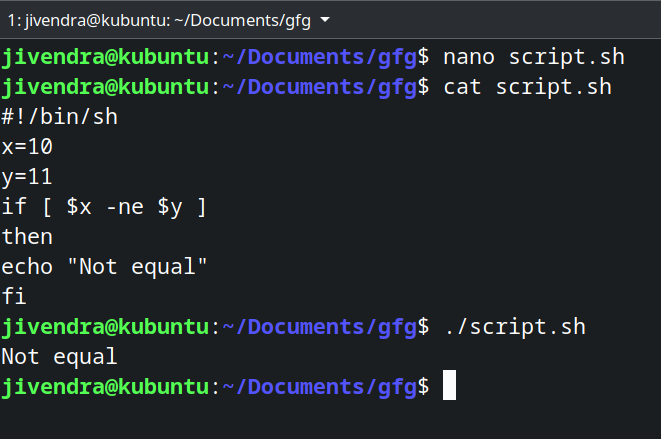 1: jivendra@kubuntu: ~/Documents/gfg
jivendra@kubuntu:~/Documents/gfg$ nano script.sh
jivendra@kubuntu:~/Documents/gfg$ cat script.sh
#!/bin/sh
x=10
y=11
if [ $x -ne $y ]
then
echo "Not equal"
fi
jivendra@kubuntu:~/Documents/gfg$ ./script.sh
Not equal
jivendra@kubuntu:~/Documents/gfg$